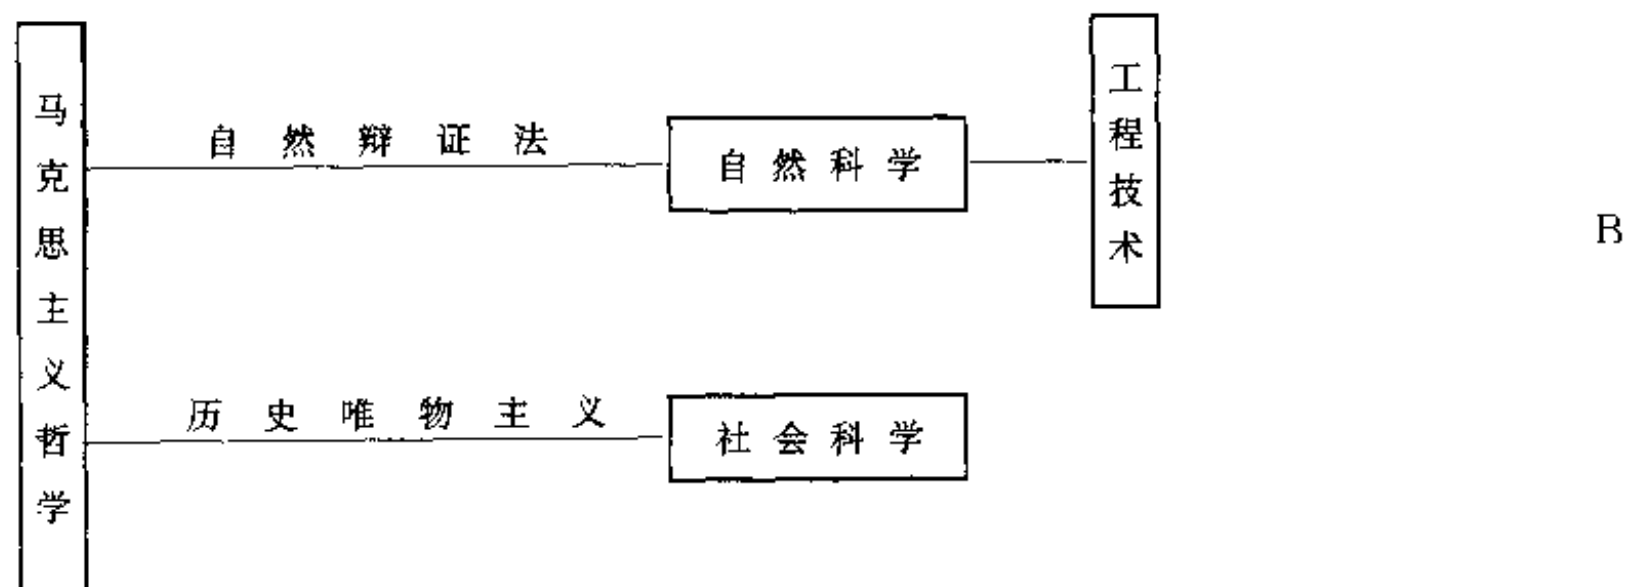 马克思主义哲学
自然辩证法
自然科学
工程技术
B
历史唯物主义
社会科学